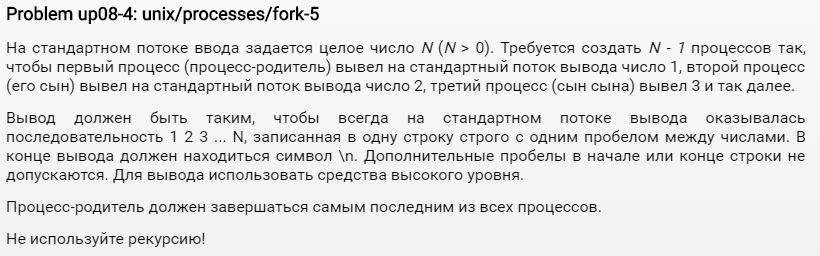 Problem up08-4: unix/processes/fork-5
На стандартном потоке ввода задается целое число N (N > 0). Требуется создать N - 1 процессов так,
чтобы первый процесс (процесс-родитель) вывел на стандартный поток вывода число 1, второй процесс
(его сын) вывел на стандартный поток вывода число 2, третий процесс (сын сына) вывел 3 и так далее.
Вывод должен быть таким, чтобы всегда на стандартном потоке вывода оказывалась
последовательность 1 2 3 ... N, записанная в одну строку строго с одним пробелом между числами. В
конце вывода должен находиться символ \n. Дополнительные пробелы в начале или конце строки не
допускаются. Для вывода использовать средства высокого уровня.
Процесс-родитель должен завершаться самым последним из всех процессов.
Не используйте рекурсию!